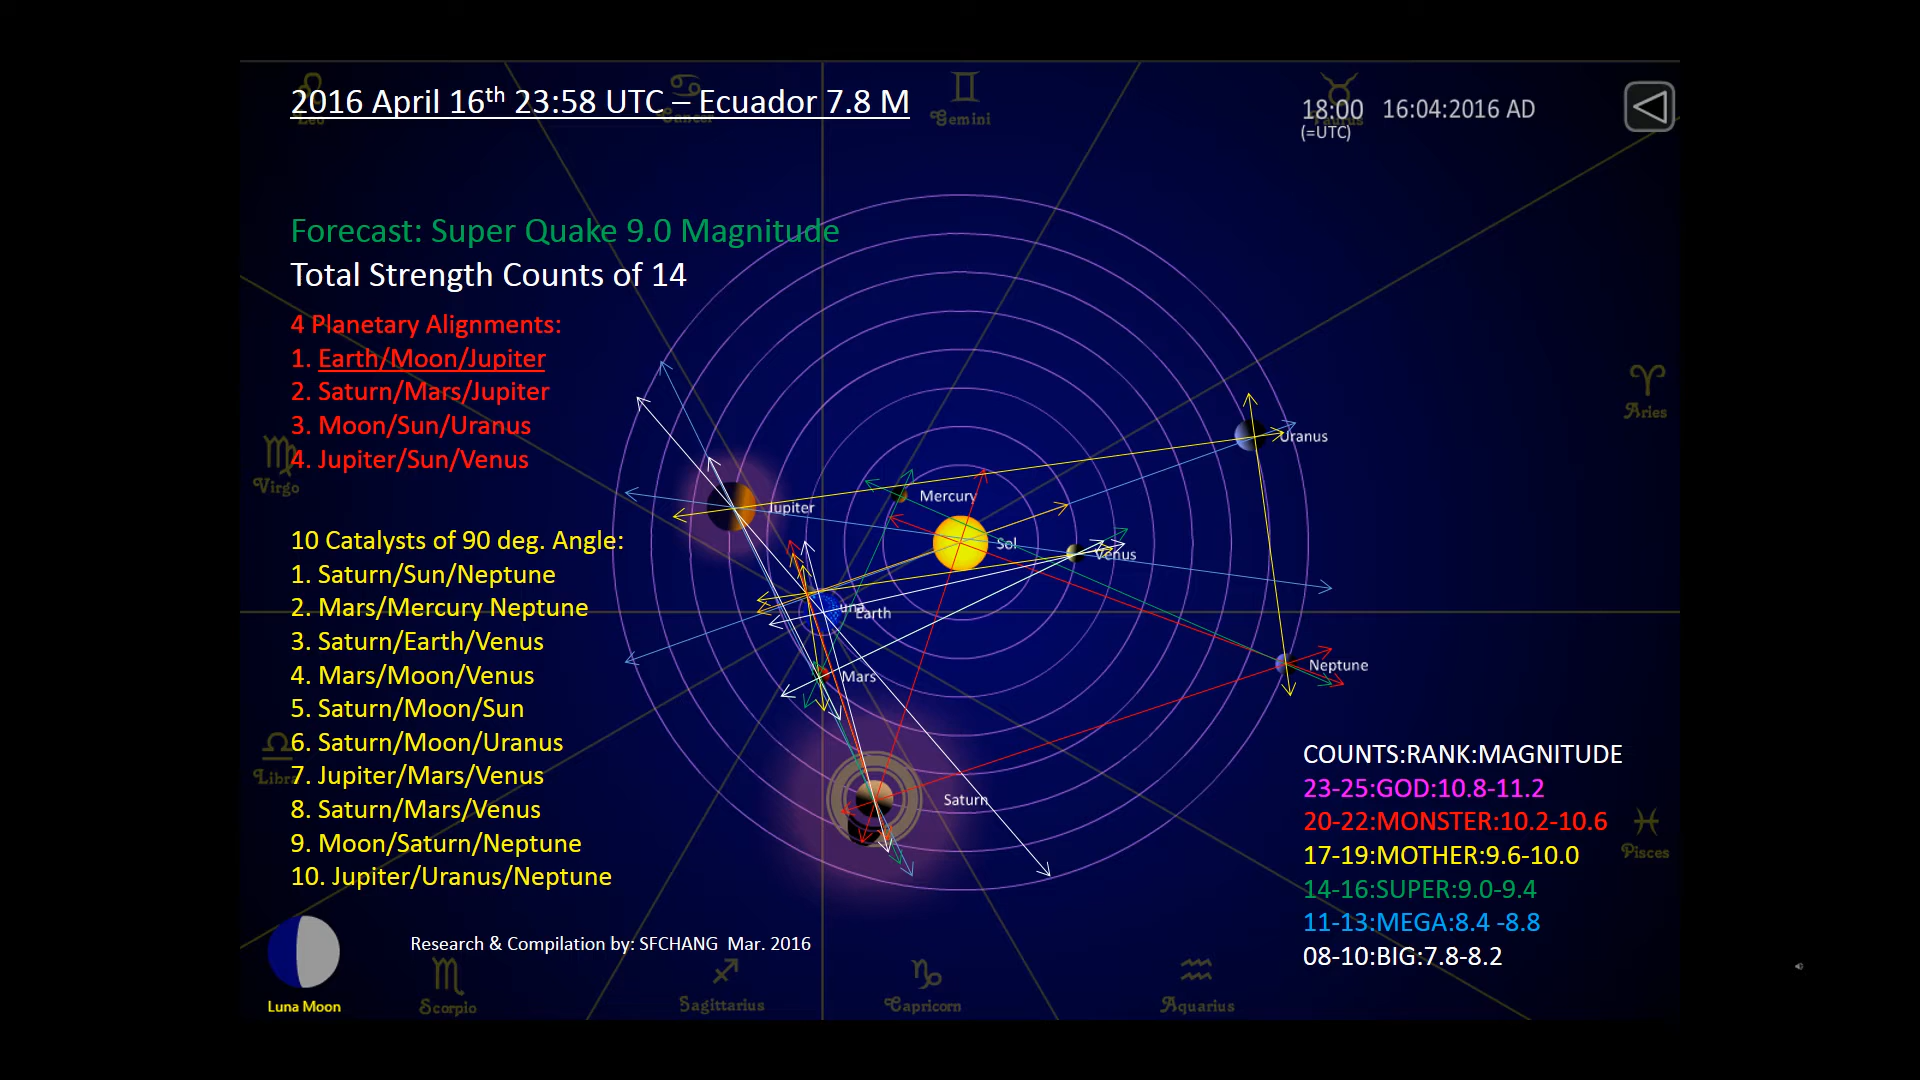 2016 April 16th 23:58 UTC – Ecuador 7.8 M
Leo
Cancer
Gemini
Taurus
18:00 16:04:2016 AD
(=UTC)
Forecast: Super Quake 9.0 Magnitude
Total Strength Counts of 14
4 Planetary Alignments:
1. Earth/Moon/Jupiter
2. Saturn/Mars/Jupiter
3. Moon/Sun/Uranus
4. Jupiter/Sun/Venus
Virgo
Aries
Uranus
Mercury
Jupiter
Sol
Venus
Earth
Neptune
Mars
Saturn
10 Catalysts of 90 deg. Angle:
1. Saturn/Sun/Neptune
2. Mars/Mercury Neptune
3. Saturn/Earth/Venus
4. Mars/Moon/Venus
5. Saturn/Moon/Sun
6. Saturn/Moon/Uranus
7. Jupiter/Mars/Venus
8. Saturn/Mars/Venus
9. Moon/Saturn/Neptune
10. Jupiter/Uranus/Neptune
Libra
COUNTS:RANK:MAGNITUDE
23-25:GOD:10.8-11.2
20-22:MONSTER:10.2-10.6
17-19:MOTHER:9.6-10.0
14-16:SUPER:9.0-9.4
11-13:MEGA:8.4 -8.8
08-10:BIG:7.8-8.2
Pisces
Research & Compilation by: SFCHANG Mar. 2016
Luna Moon
Scorpio
Sagittarius
Capricorn
Aquarius